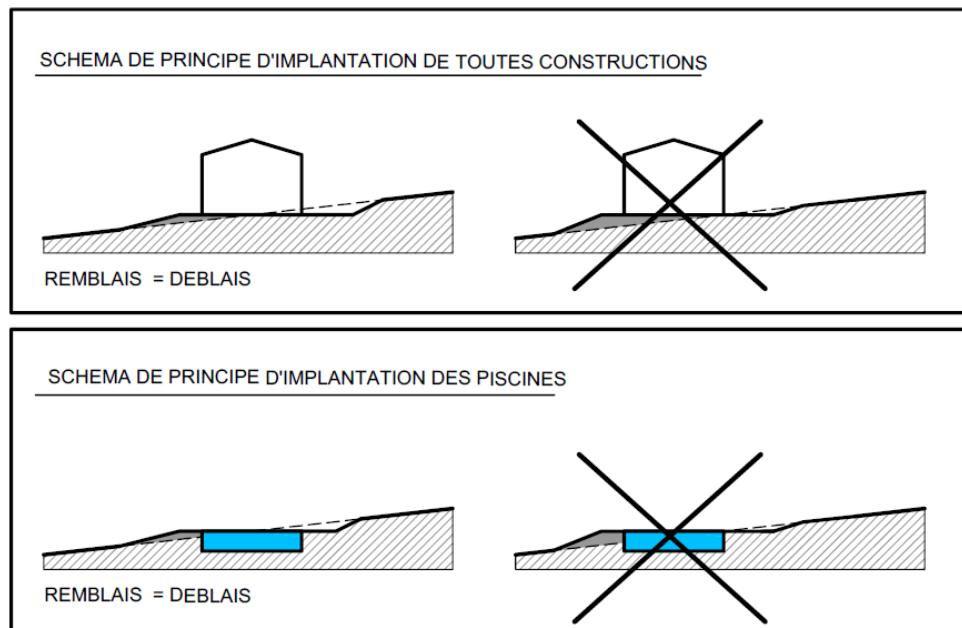 SCHEMA DE PRINCIPE D'IMPLANTATION DE TOUTES CONSTRUCTIONS
REMBLAIS = DEBLAIS
SCHEMA DE PRINCIPE D'IMPLANTATION DES PISCINES
REMBLAIS = DEBLAIS